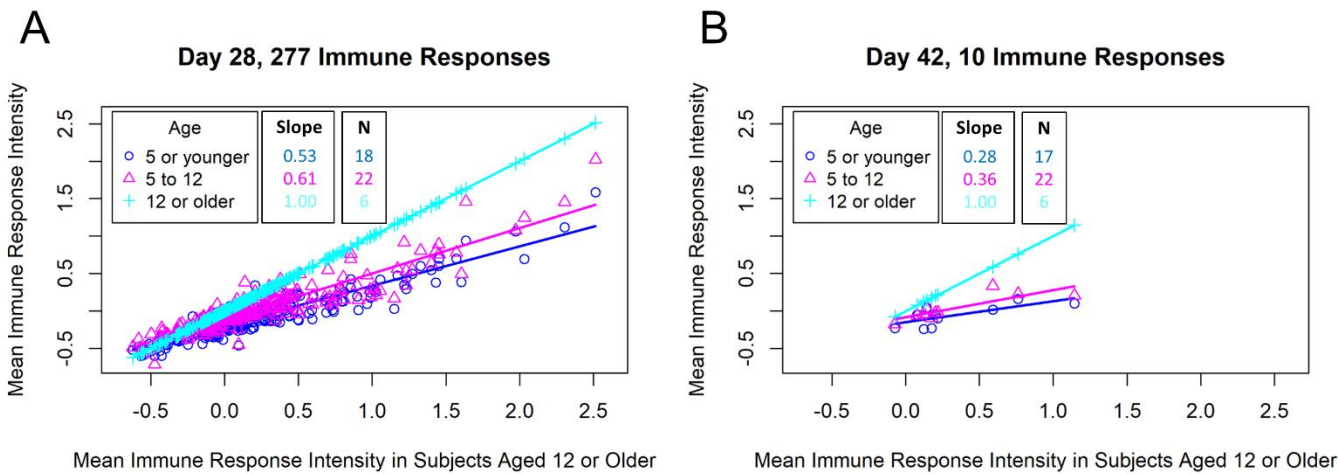 A
Day 28, 277 Immune Responses
Mean Immune Response Intensity
2.5
1.5
0.5
-0.5
Age Slope N
5 or younger 0.53 18
5 to 12 0.61 22
12 or older 1.00 6
-0.5 0.0 0.5 1.0 1.5 2.0 2.5
Mean Immune Response Intensity in Subjects Aged 12 or Older
B
Day 42, 10 Immune Responses
Mean Immune Response Intensity
2.5
1.5
0.5
-0.5
Age Slope N
5 or younger 0.28 17
5 to 12 0.36 22
12 or older 1.00 6
-0.5 0.0 0.5 1.0 1.5 2.0 2.5
Mean Immune Response Intensity in Subjects Aged 12 or Older